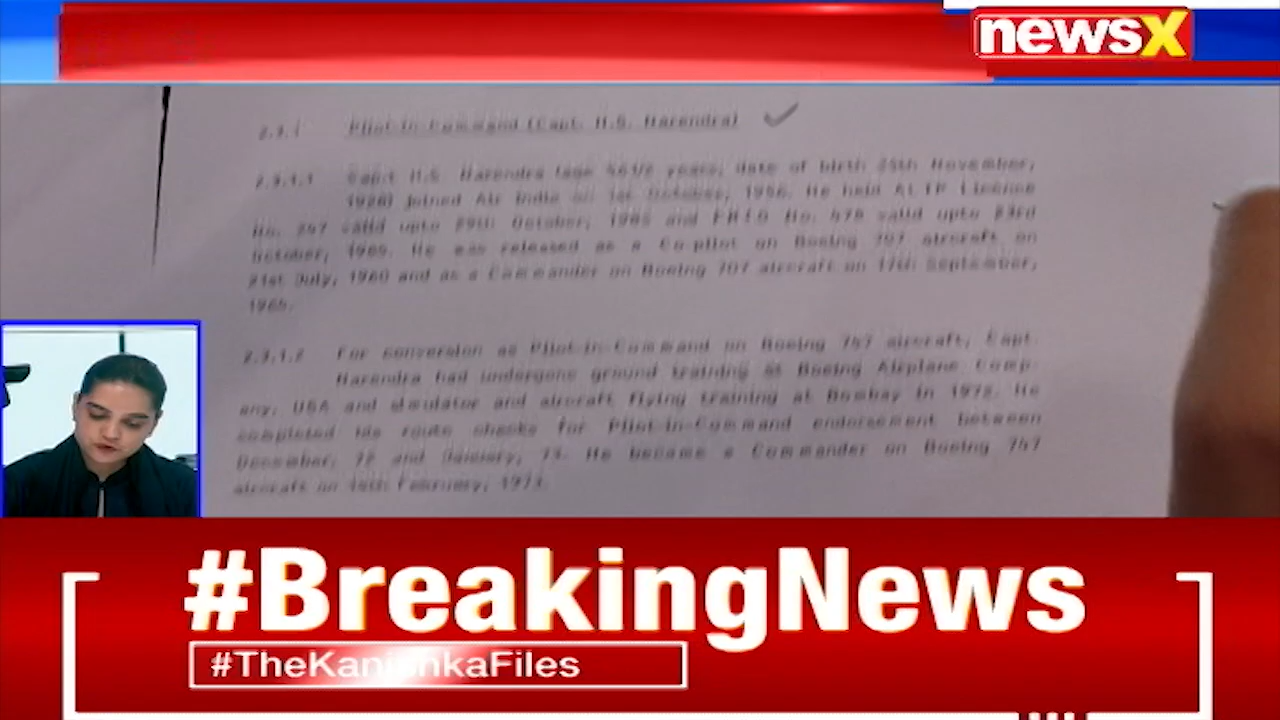 newsX
2.3.1 Pilot-in-Command (Capt. H.S. Narendra)
2.3.1.1 Capt H.S. Narendra (age 56½ years, date of birth 25th November,
1928) joined Air India on 1st October, 1956. He held ALTP Licence
No. 247 valid upto 29th October, 1985 and FRTO No. valid upto 23rd
October, 1985. He was released as a Co-pilot on Boeing 707 aircraft on
21st July, 1960 and as a Commander on Boeing 707 aircraft on 17th September,
2.3.1.2 For conversion as Pilot-in-Command on Boeing 747 aircraft, Capt.
Narendra had undergone ground training at Boeing Airplane Comp-
any, USA and simulator and aircraft flying training at Bombay in 1972. He
completed his route checks for Pilot-in-Command endorsement between
December, 72 and January, 73. He became a Commander on Boeing 747
aircraft on February, 1973.
#BreakingNews
#TheKanishkaFiles